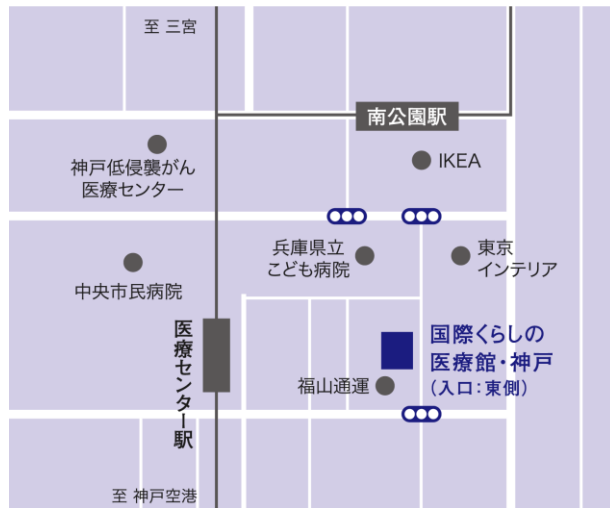 至 三宮
南公園駅
神戸低侵襲がん
医療センター
IKEA
兵庫県立
こども病院
東京
インテリア
中央市民病院
医療センター駅
国際くらしの
医療館・神戸
(入口:東側)
福山通運
至 神戸空港